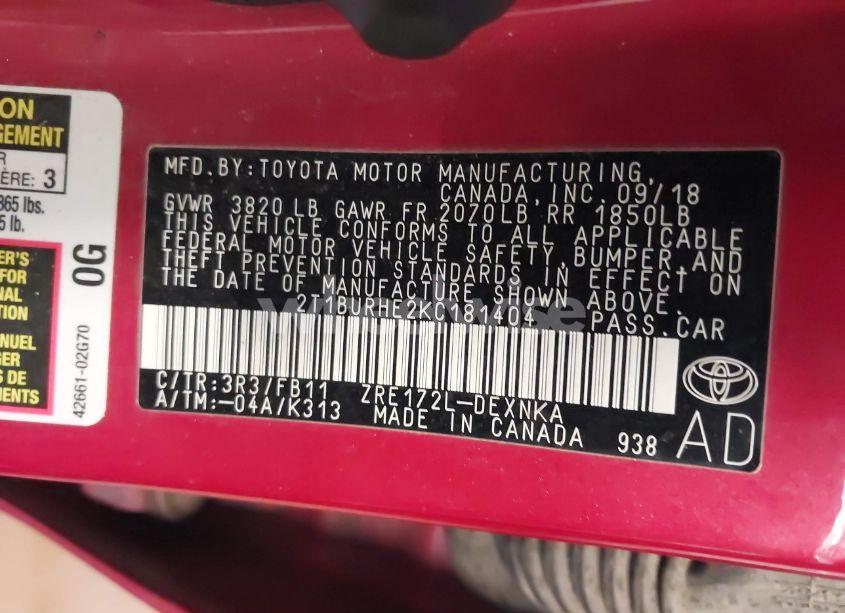 ON
GEMENT
R
ÈRE: 3
865 lbs.
5 lb.
ER'S
FOR
NAL
ION
NUEL
GER
S DE
EMENTS
0G
42661-02G70
MFD.BY:TOYOTA MOTOR MANUFACTURING,
CANADA,INC. 09/18
GVWR 3820 LB GAWR FR 2070LB RR 1850LB
THIS VEHICLE CONFORMS TO ALL APPLICABLE
FEDERAL MOTOR VEHICLE SAFETY,BUMPER,AND
THEFT PREVENTION STANDARDS IN EFFECT ON
THE DATE OF MANUFACTURE SHOWN ABOVE.
2T1BURHE2KC181404 PASS.CAR
C/TR:3R3/FB11 ZRE172L-DEXNKA
A/TM:-04A/K313 MADE IN CANADA 938 AD